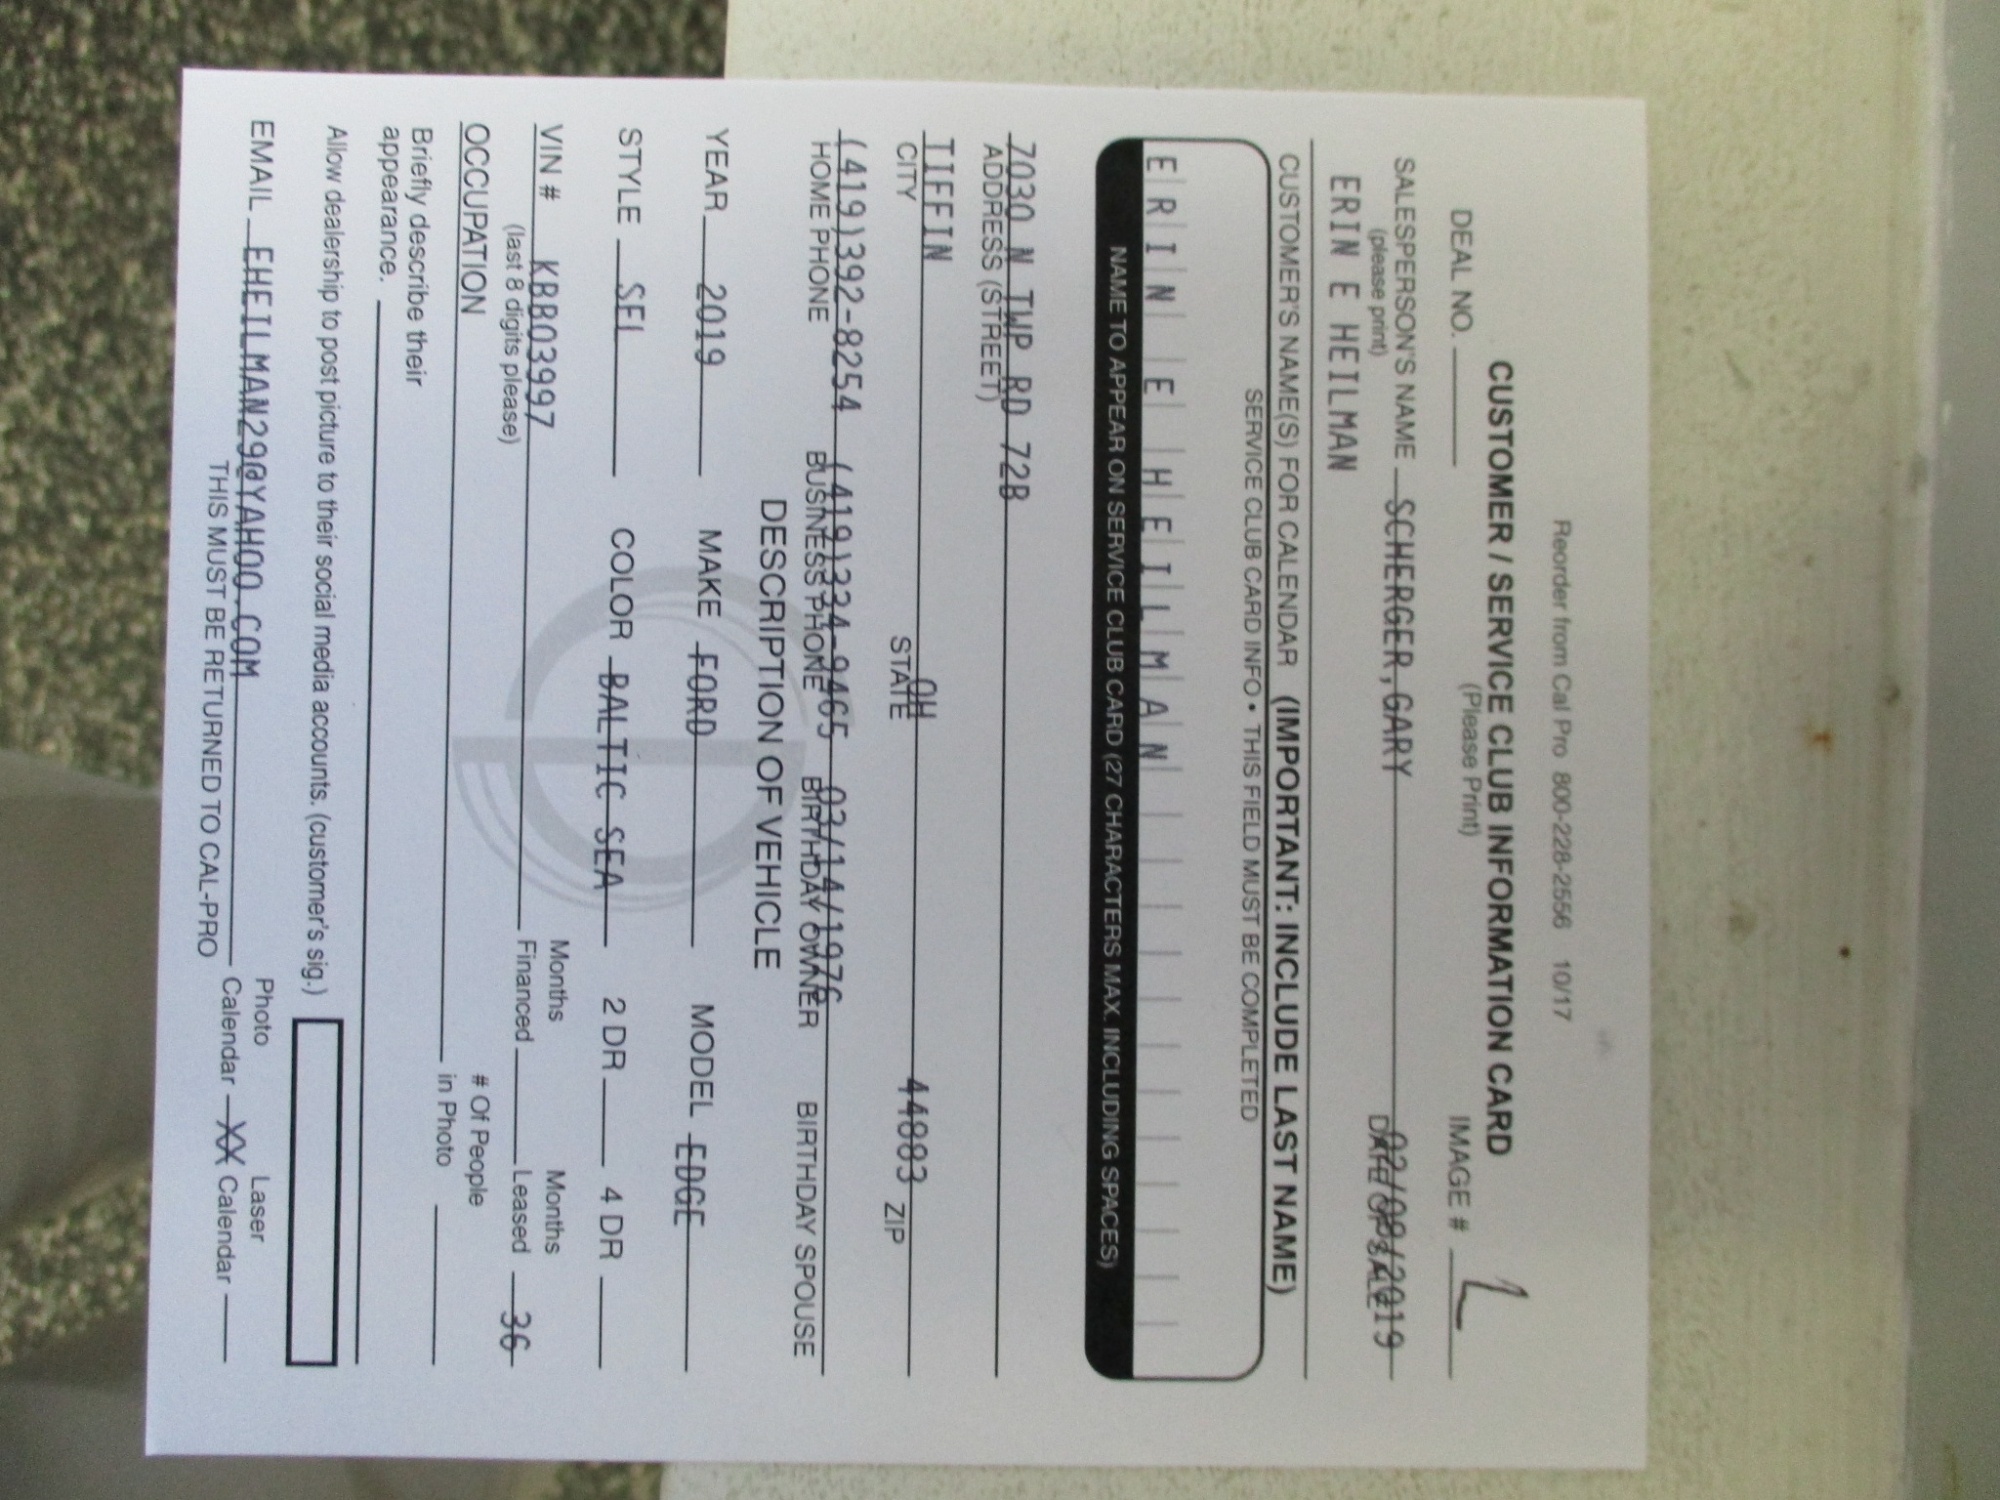 Reorder from Cal Pro 800-228-2556 10/17
CUSTOMER / SERVICE CLUB INFORMATION CARD
(Please Print)
DEAL NO. IMAGE #
SALESPERSON'S NAME SCHERGER,GARY
(please print) DATE OF SALE
ERIN E HEILMAN
CUSTOMER'S NAME(S) FOR CALENDAR (IMPORTANT: INCLUDE LAST NAME)
SERVICE CLUB CARD INFO • THIS FIELD MUST BE COMPLETED
ERIN E HEILMAN
NAME TO APPEAR ON SERVICE CLUB CARD (27 CHARACTERS MAX. INCLUDING SPACES)
7030 N TWP RD 72B
ADDRESS (STREET)
TIFFIN OH 44883
CITY STATE ZIP
(419)392-8254 (419)334-9465 03/14/1976
HOME PHONE BUSINESS PHONE BIRTHDAY OWNER BIRTHDAY SPOUSE
DESCRIPTION OF VEHICLE
YEAR 2019 MAKE FORD MODEL EDGE
STYLE SEL COLOR BALTIC SEA 2 DR 4 DR
Months Months
VIN # KBB03997 Financed Leased 36
(last 8 digits please)
OCCUPATION # Of People
in Photo
Briefly describe their
appearance.
Allow dealership to post picture to their social media accounts. (customer's sig.)
Photo Laser
EMAIL EHEILMAN29@YAHOO.COM Calendar XX Calendar
THIS MUST BE RETURNED TO CAL-PRO